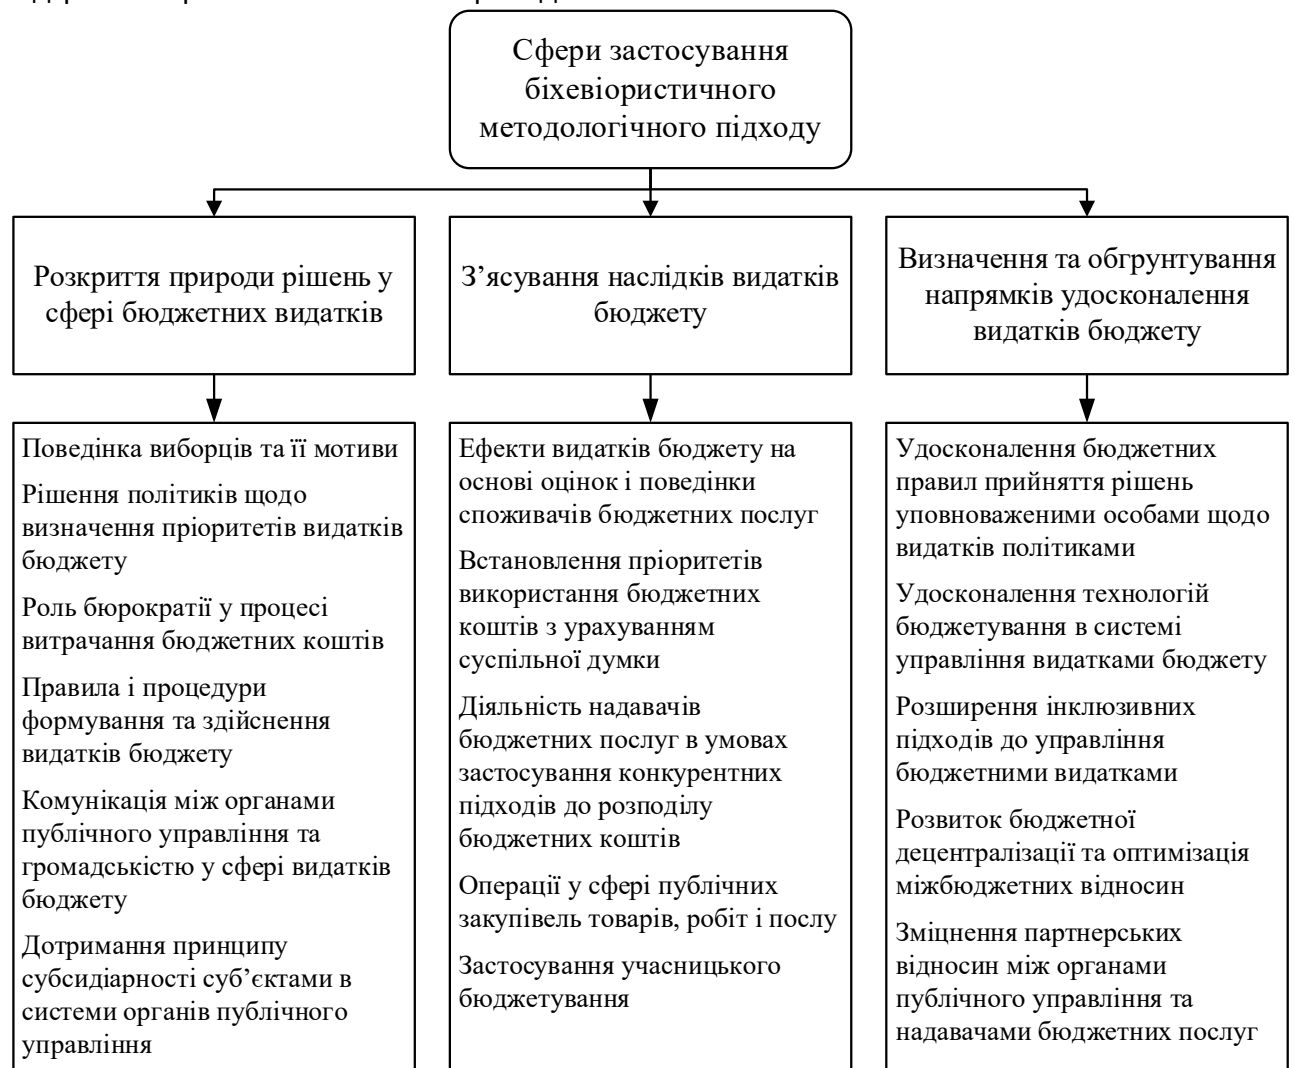 Сфери застосування
біхевіористичного
методологічного підходу
Розкриття природи рішень у
сфері бюджетних видатків
З’ясування наслідків видатків
бюджету
Визначення та обгрунтування
напрямків удосконалення
видатків бюджету
Поведінка виборців та її мотиви
Рішення політиків щодо
визначення пріоритетів видатків
бюджету
Роль бюрократії у процесі
витрачання бюджетних коштів
Правила і процедури
формування та здійснення
видатків бюджету
Комунікація між органами
публічного управління та
громадськістю у сфері видатків
бюджету
Дотримання принципу
субсидіарності суб’єктами в
системи органів публічного
управління
Ефекти видатків бюджету на
основі оцінок і поведінки
споживачів бюджетних послуг
Встановлення пріоритетів
використання бюджетних
коштів з урахуванням
суспільної думки
Діяльність надавачів
бюджетних послуг в умовах
застосування конкурентних
підходів до розподілу
бюджетних коштів
Операції у сфері публічних
закупівель товарів, робіт і послу
Застосування учасницького
бюджетування
Удосконалення бюджетних
правил прийняття рішень
уповноваженими особами щодо
видатків політиками
Удосконалення технологій
бюджетування в системі
управління видатками бюджету
Розширення інклюзивних
підходів до управління
бюджетними видатками
Розвиток бюджетної
децентралізації та оптимізація
міжбюджетних відносин
Зміцнення партнерських
відносин між органами
публічного управління та
надавачами бюджетних послуг